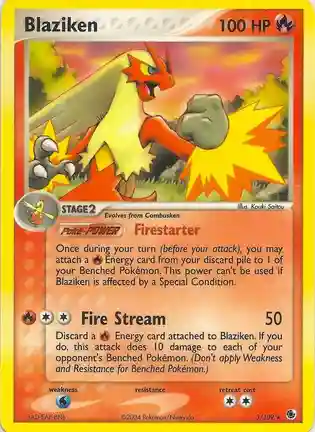 Blaziken 100 HP
Illus. Kouki Saitou
STAGE2
Evolves from Combusken
Poké-POWER Firestarter
Once during your turn (before your attack), you may
attach a Energy card from your discard pile to 1 of
your Benched Pokémon. This power can't be used if
Blaziken is affected by a Special Condition.
Fire Stream 50
Discard a Energy card attached to Blaziken. If you
do, this attack does 10 damage to each of your
opponent's Benched Pokémon. (Don't apply Weakness
and Resistance for Benched Pokémon.)
weakness resistance retreat cost
©2004 Pokémon/Nintendo 3/109